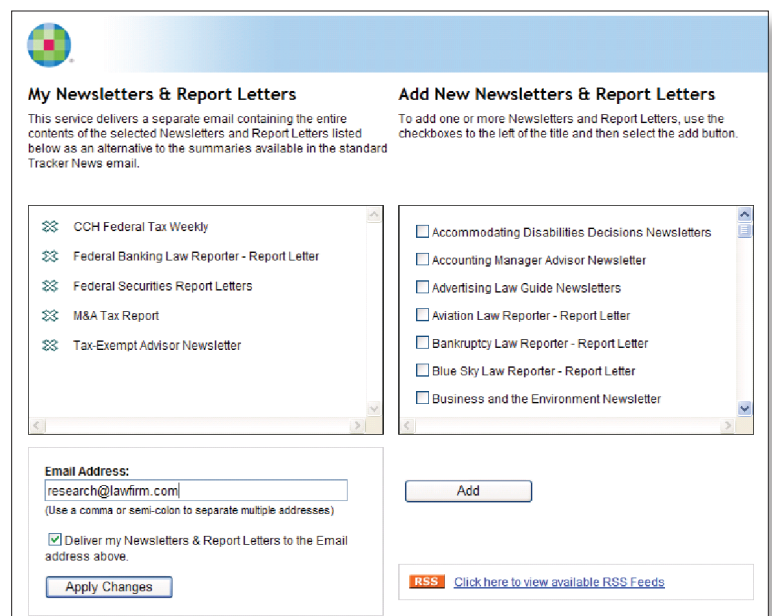 My Newsletters & Report Letters
This service delivers a separate email containing the entire
contents of the selected Newsletters and Report Letters listed
below as an alternative to the summaries available in the standard
Tracker News email.
CCH Federal Tax Weekly
Federal Banking Law Reporter - Report Letter
Federal Securities Report Letters
M&A Tax Report
Tax-Exempt Advisor Newsletter
Email Address:
research@lawfirm.com
(Use a comma or semi-colon to separate multiple addresses)
Deliver my Newsletters & Report Letters to the Email
address above.
Apply Changes
Add New Newsletters & Report Letters
To add one or more Newsletters and Report Letters, use the
checkboxes to the left of the title and then select the add button.
Accommodating Disabilities Decisions Newsletters
Accounting Manager Advisor Newsletter
Advertising Law Guide Newsletters
Aviation Law Reporter - Report Letter
Bankruptcy Law Reporter - Report Letter
Blue Sky Law Reporter - Report Letter
Business and the Environment Newsletter
Add
RSS Click here to view available RSS Feeds